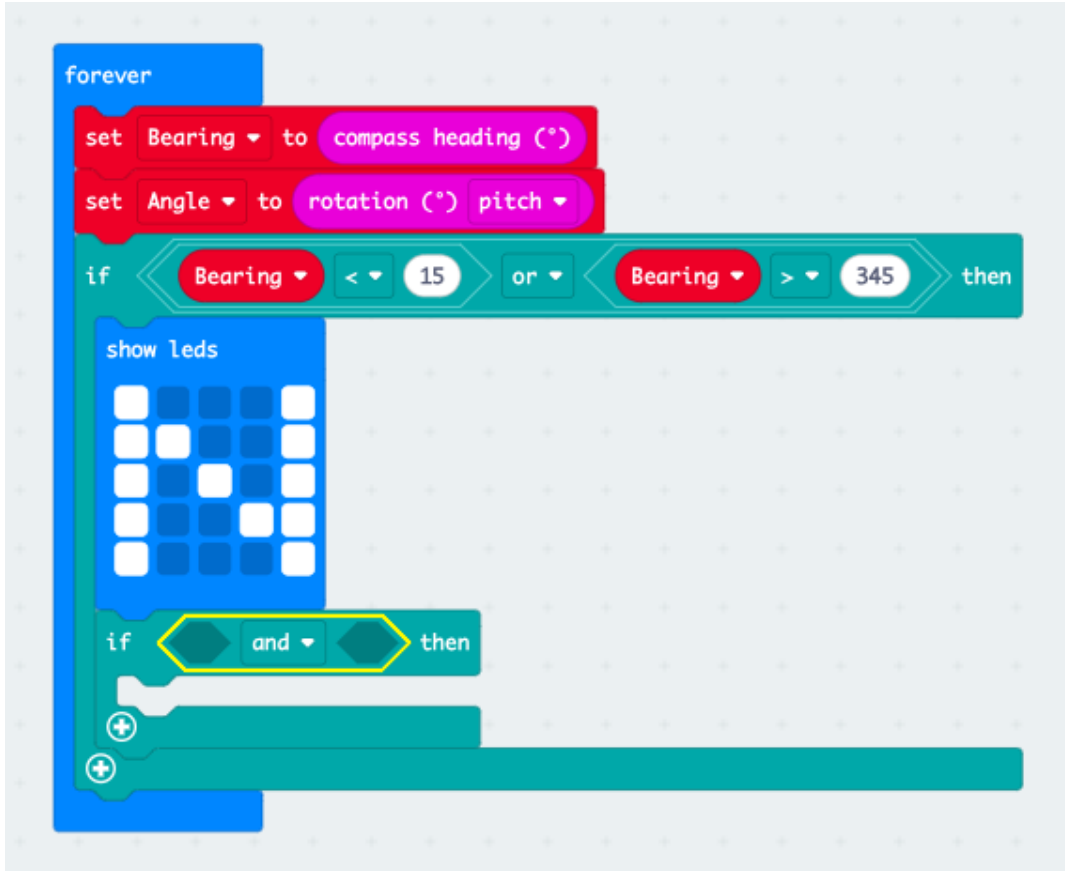 forever
set Bearing to compass heading (°)
set Angle to rotation (°) pitch
if Bearing < 15 or Bearing > 345 then
show leds
if and then